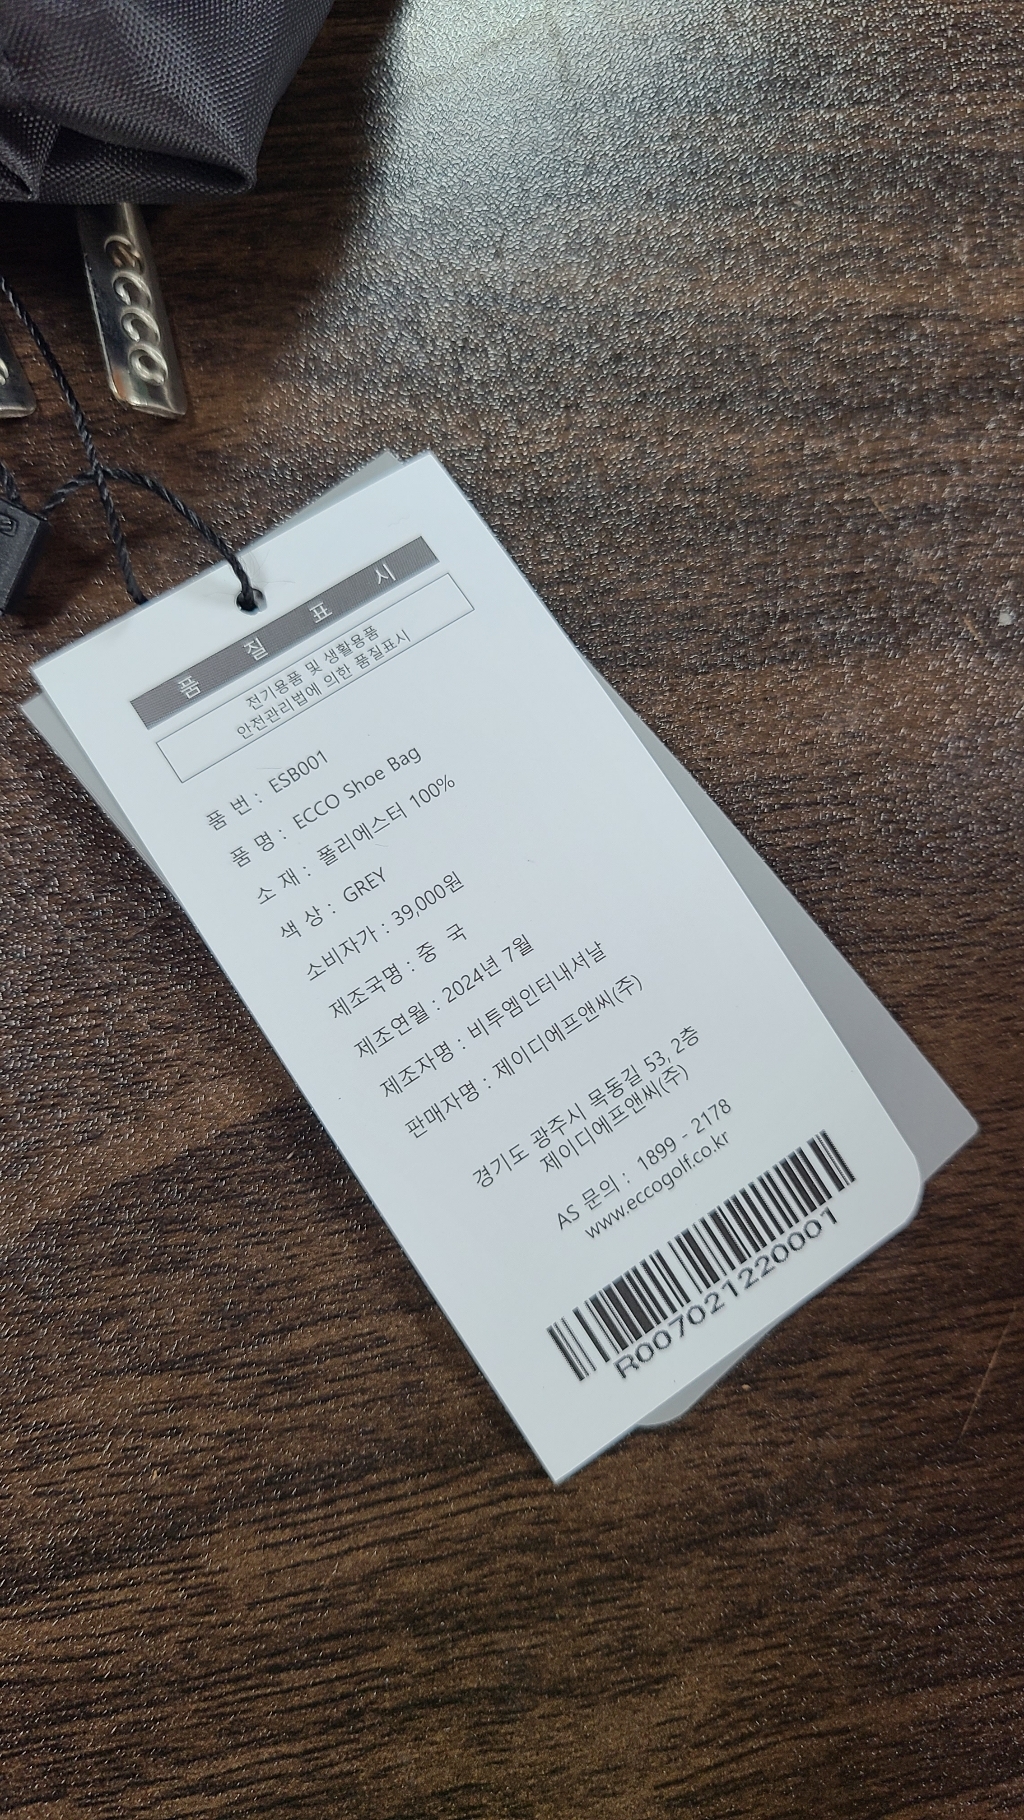 ecco
품 질 표 시
전기용품 및 생활용품
안전관리법에 의한 품질표시
품 번 : ESB001
품 명 : ECCO Shoe Bag
소 재 : 폴리에스터 100%
색 상 : GREY
소비자가 : 39,000원
제조국명 : 중 국
제조연월 : 2024년 7월
제조자명 : 비투엠인터내셔날
판매자명 : 제이디에프앤씨(주)
경기도 광주시 목동길 53, 2층
제이디에프앤씨(주)
AS 문의 : 1899 - 2178
www.eccogolf.co.kr
R007021220001